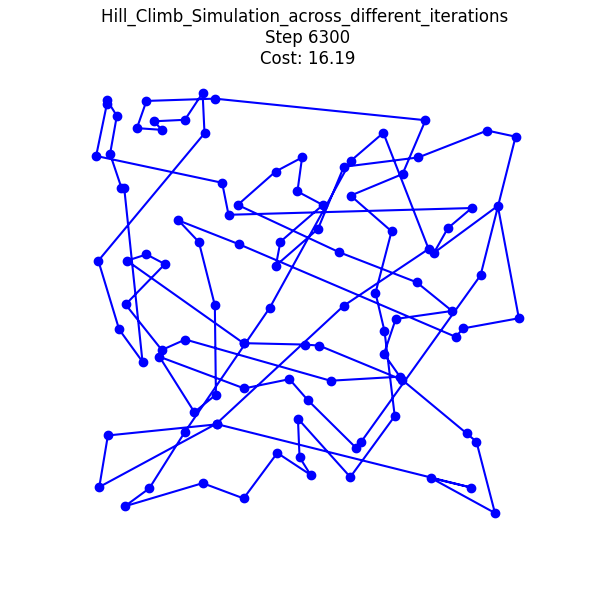 Hill_Climb_Simulation_across_different_iterations
Step 6300
Cost: 16.19